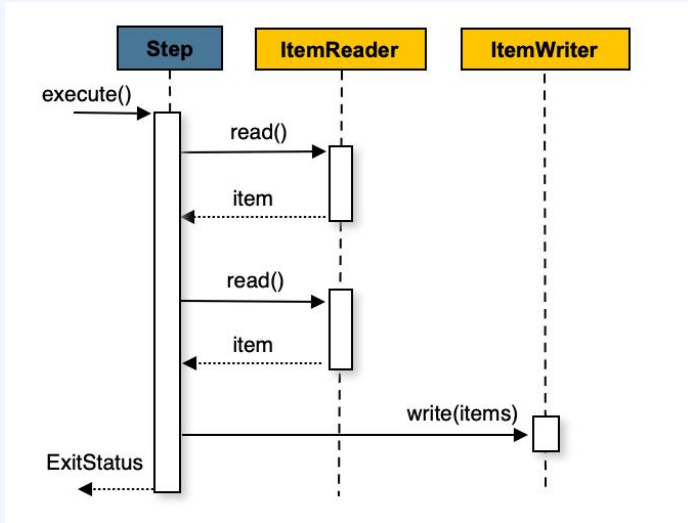 Step
ItemReader
ItemWriter
execute()
read()
item
read()
item
write(items)
ExitStatus